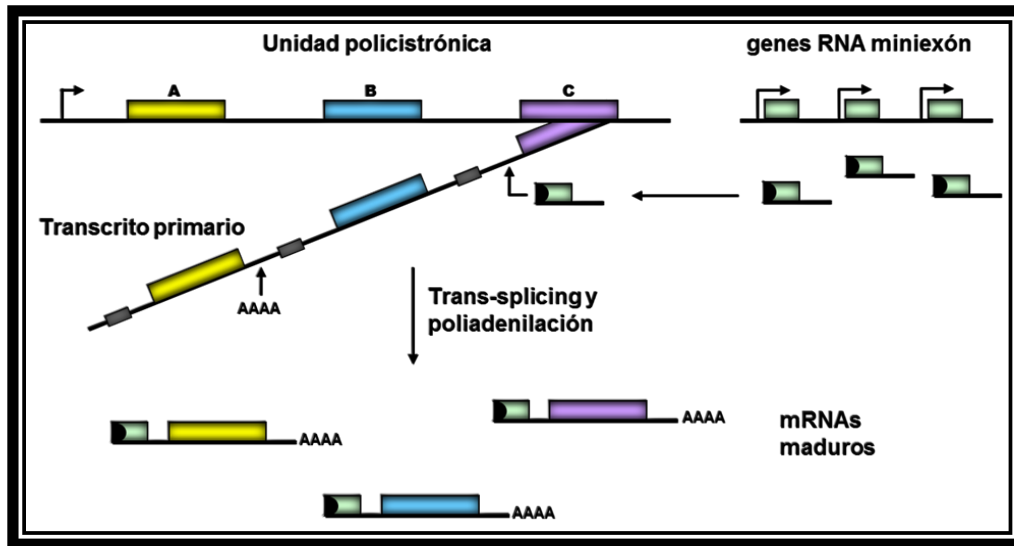 Unidad policistrónica
genes RNA miniexón
A
B
C
Transcrito primario
AAAA
Trans-splicing y
poliadenilación
AAAA
AAAA
mRNAs
maduros
AAAA